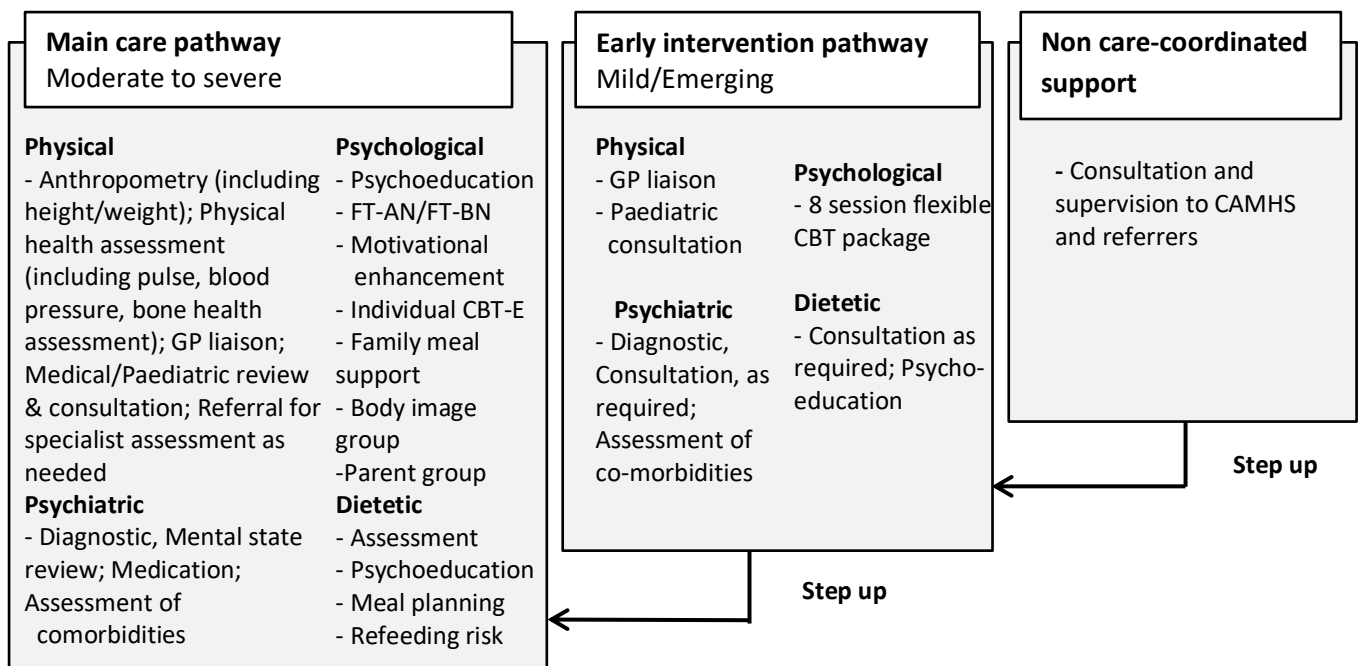 Main care pathway
Moderate to severe
Physical
- Anthropometry (including
height/weight); Physical
health assessment
(including pulse, blood
pressure, bone health
assessment); GP liaison;
Medical/Paediatric review
& consultation; Referral for
specialist assessment as
needed
Psychiatric
- Diagnostic, Mental state
review; Medication;
Assessment of
comorbidities
Psychological
- Psychoeducation
- FT-AN/FT-BN
- Motivational
enhancement
- Individual CBT-E
- Family meal
support
- Body image
group
-Parent group
Dietetic
- Assessment
- Psychoeducation
- Meal planning
- Refeeding risk
Early intervention pathway
Mild/Emerging
Physical
- GP liaison
- Paediatric
consultation
Psychiatric
- Diagnostic,
Consultation, as
required;
Assessment of
co-morbidities
Psychological
- 8 session flexible
CBT package
Dietetic
- Consultation as
required; Psycho-
education
Step up
Non care-coordinated
support
- Consultation and
supervision to CAMHS
and referrers
Step up